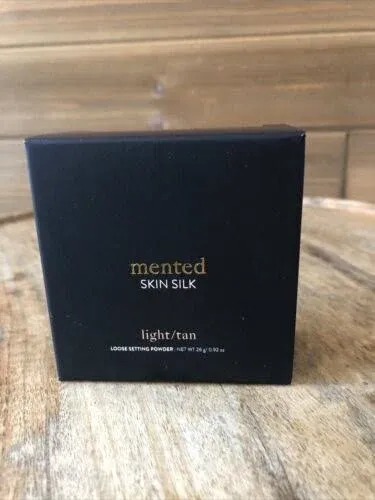 mented
SKIN SILK
light/tan
LOOSE SETTING POWDER . NET WT 26 g/ 0.92 oz